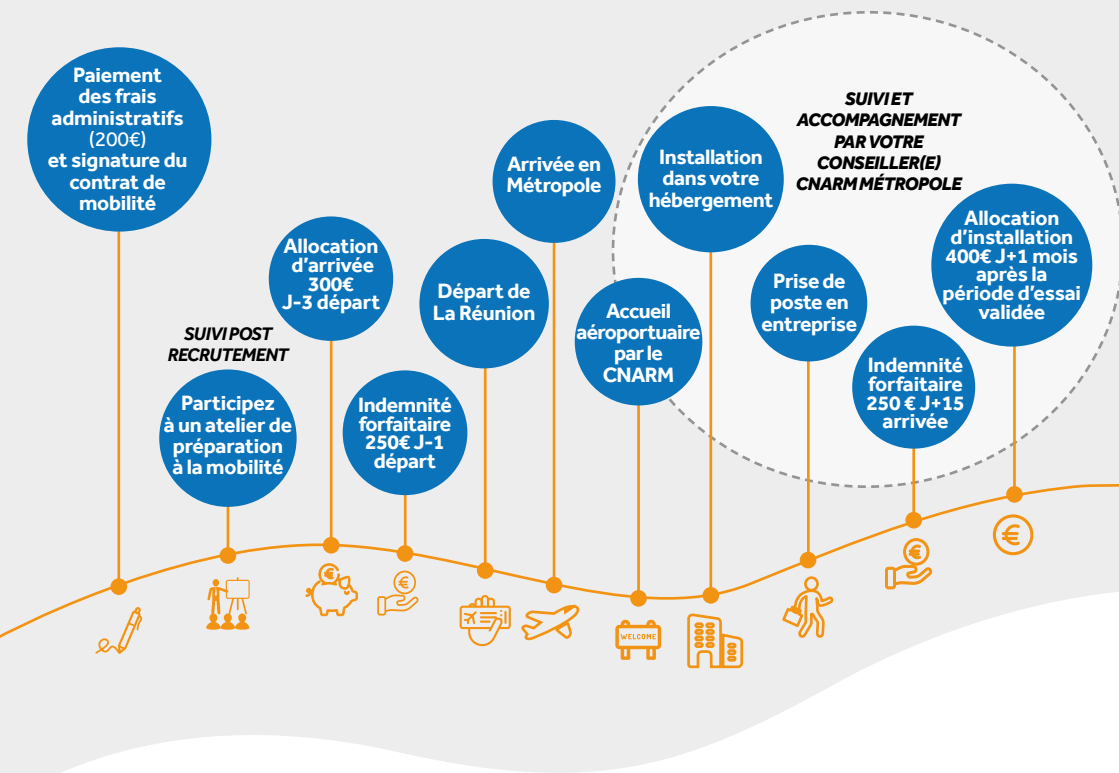 Paiement
des frais
administratifs
(200€)
et signature du
contrat de
mobilité
SUIVI POST
RECRUTEMENT
Participez
à un atelier de
préparation
à la mobilité
Allocation
d'arrivée
300€
J-3 départ
Indemnité
forfaitaire
250€ J-1
départ
Départ de
La Réunion
Arrivée en
Métropole
Accueil
aéroportuaire
par le
CNARM
Installation
dans votre
hébergement
SUIVI ET
ACCOMPAGNEMENT
PAR VOTRE
CONSEILLER(E)
CNARM MÉTROPOLE
Prise de
poste en
entreprise
Indemnité
forfaitaire
250 € J+15
arrivée
Allocation
d'installation
400€ J+1 mois
après la
période d'essai
validée
WELCOME